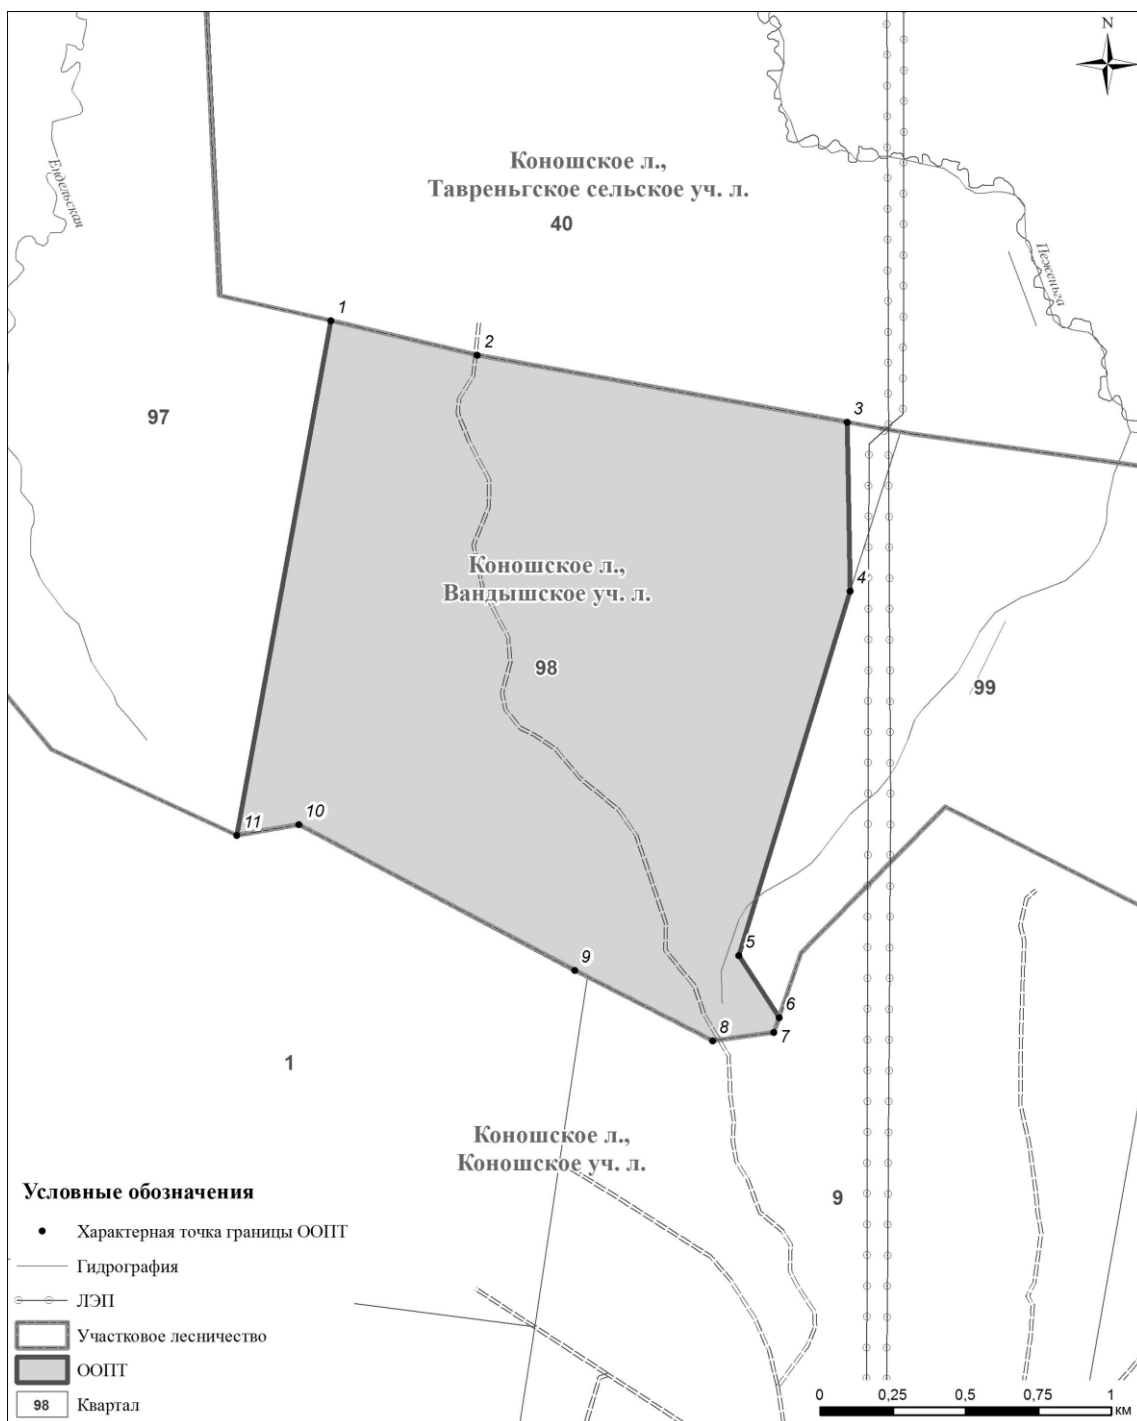 N
Коношское л.,
Тавреньгское сельское уч. л.
40
Ендельская
Пеженьга
1
2
3
97
Коношское л.,
Вандышское уч. л.
4
98
99
10
11
5
9
6
7
8
1
Коношское л.,
Коношское уч. л.
9
Условные обозначения
Характерная точка границы ООПТ
Гидрография
ЛЭП
Участковое лесничество
ООПТ
98 Квартал
0 0,25 0,5 0,75 1
км